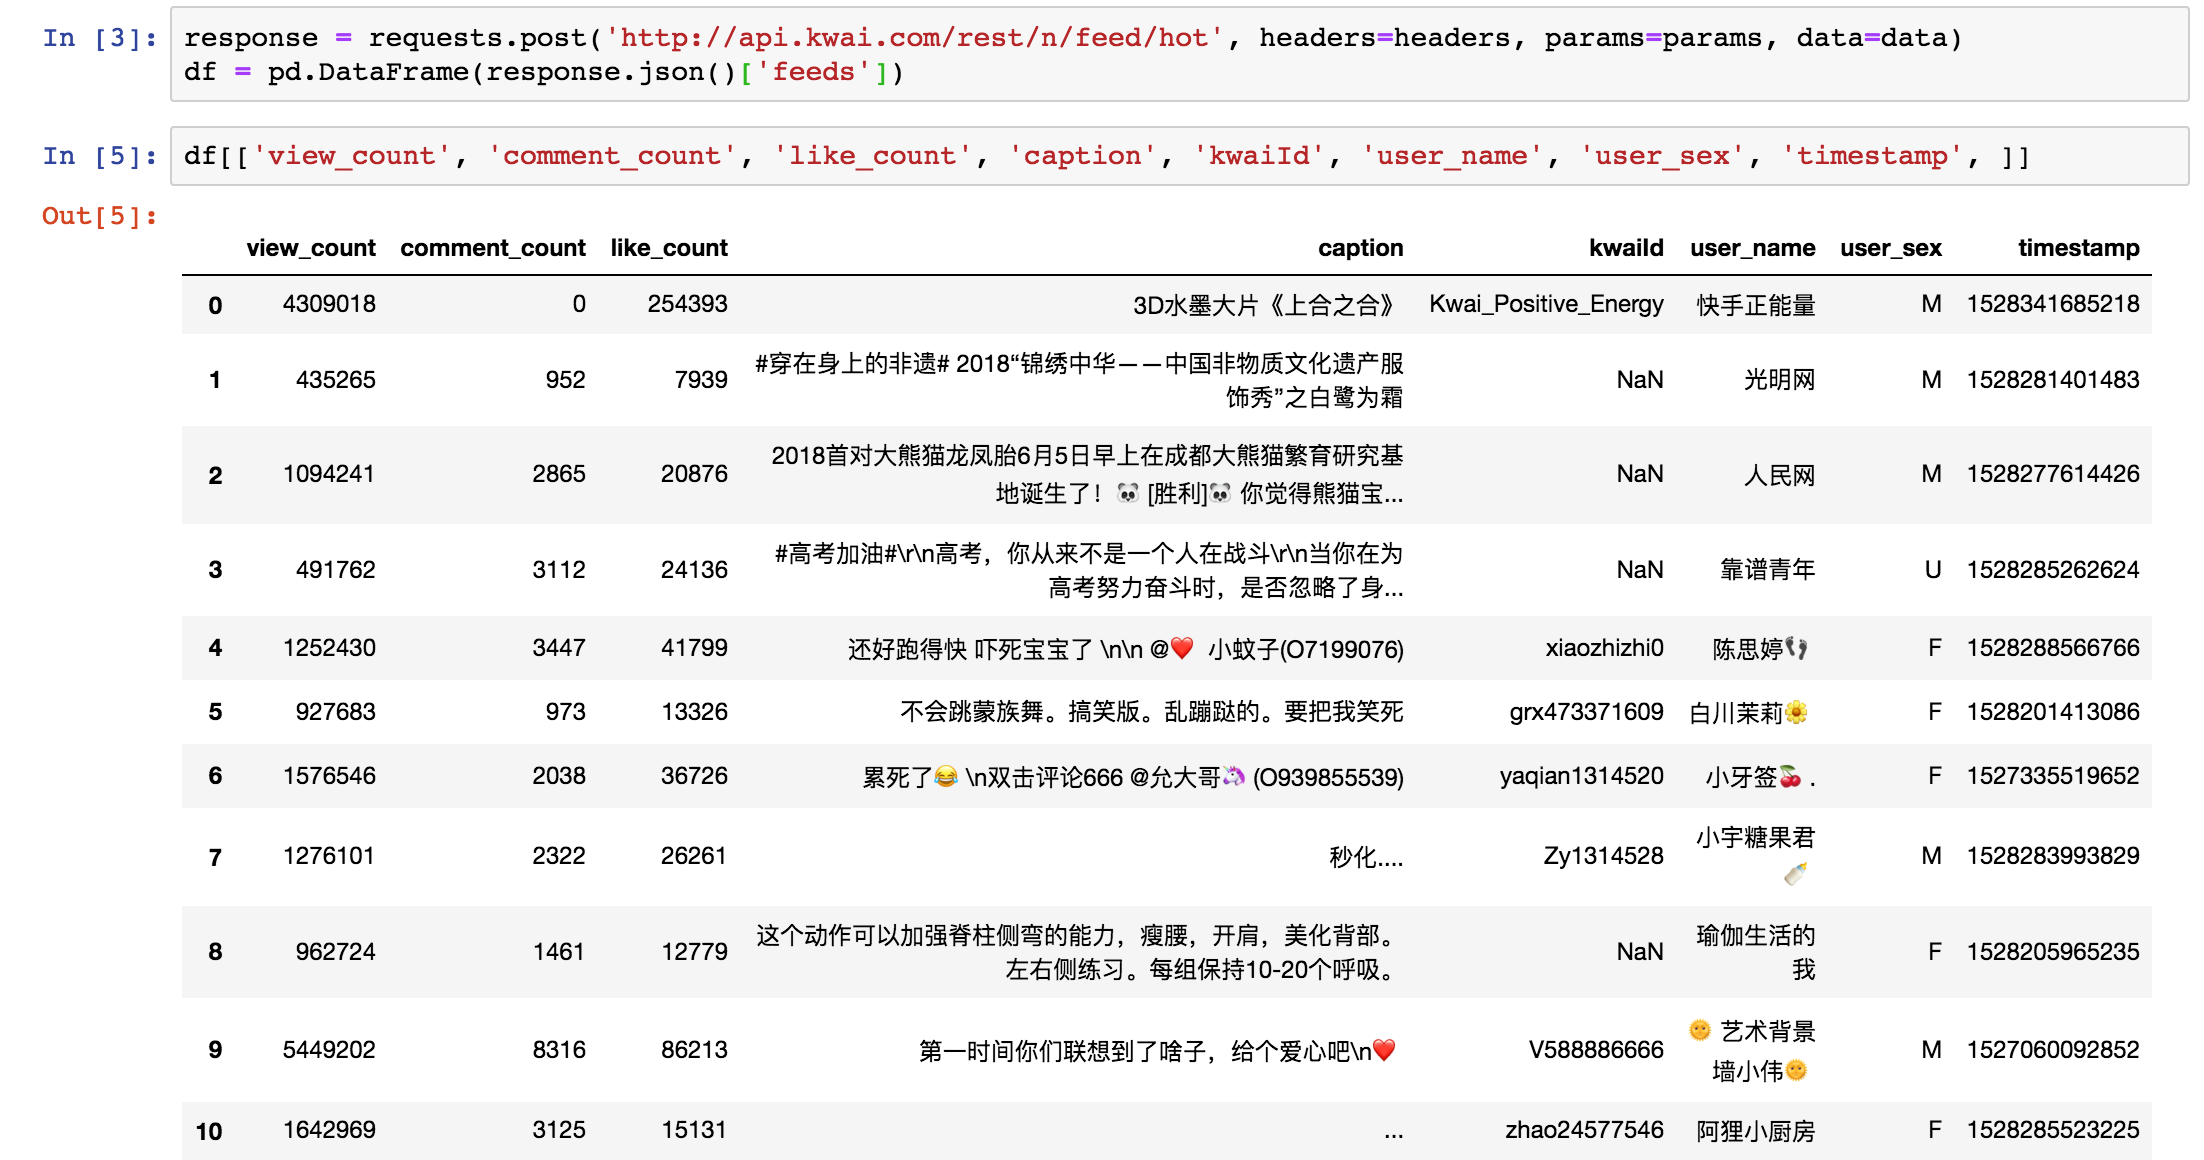 In [3]: response = requests.post('http://api.kwai.com/rest/n/feed/hot', headers=headers, params=params, data=data)
df = pd.DataFrame(response.json()['feeds'])
In [5]: df[['view_count', 'comment_count', 'like_count', 'caption', 'kwaiId', 'user_name', 'user_sex', 'timestamp', ]]
Out[5]:
view_count comment_count like_count caption kwaiId user_name user_sex timestamp
0 4309018 0 254393 3D水墨大片《上合之合》 Kwai_Positive_Energy 快手正能量 M 1528341685218
1 435265 952 7939 #穿在身上的非遗# 2018“锦绣中华——中国非物质文化遗产服 NaN 光明网 M 1528281401483
饰秀”之白鹭为霜
2 1094241 2865 20876 2018首对大熊猫龙凤胎6月5日早上在成都大熊猫繁育研究基 NaN 人民网 M 1528277614426
地诞生了！🐼 [胜利]🐼 你觉得熊猫宝...
3 491762 3112 24136 #高考加油#\r\n高考，你从来不是一个人在战斗\r\n当你在为 NaN 靠谱青年 U 1528285262624
高考努力奋斗时，是否忽略了身...
4 1252430 3447 41799 还好跑得快 吓死宝宝了 \n\n @❤️ 小蚊子(O7199076) xiaozhizhi0 陈思婷👣 F 1528288566766
5 927683 973 13326 不会跳蒙族舞。搞笑版。乱蹦跶的。要把我笑死 grx473371609 白川茉莉🌼 F 1528201413086
6 1576546 2038 36726 累死了😂 \n双击评论666 @允大哥🦄 (O939855539) yaqian1314520 小牙签🍒 . F 1527335519652
7 1276101 2322 26261 秒化.... Zy1314528 小宇糖果君 M 1528283993829
🍼
8 962724 1461 12779 这个动作可以加强脊柱侧弯的能力，瘦腰，开肩，美化背部。 NaN 瑜伽生活的 F 1528205965235
左右侧练习。每组保持10-20个呼吸。 我
9 5449202 8316 86213 第一时间你们联想到了啥子，给个爱心吧\n❤️ V588886666 🌞 艺术背景 M 1527060092852
墙小伟🌞
10 1642969 3125 15131 ... zhao24577546 阿狸小厨房 F 1528285523225